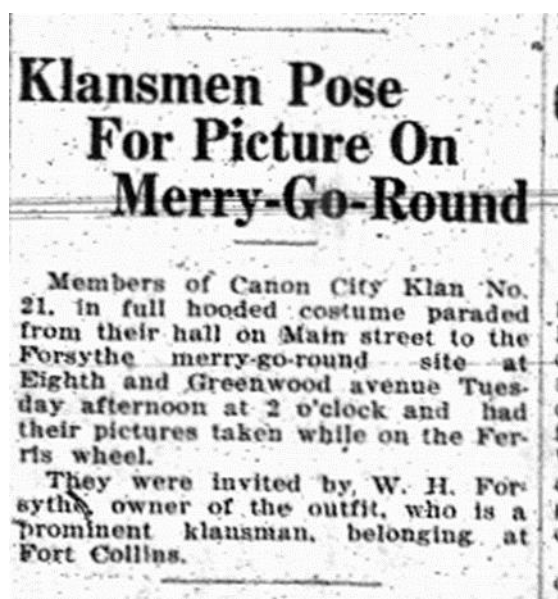 Klansmen Pose
For Picture On
Merry-Go-Round
Members of Canon City Klan No.
21, in full hooded costume paraded
from their hall on Main street to the
Forsythe merry-go-round site at
Eighth and Greenwood avenue Tues-
day afternoon at 2 o'clock and had
their pictures taken while on the Fer-
ris wheel.
They were invited by W. H. For-
sythe, owner of the outfit, who is a
prominent klansman, belonging at
Fort Collins.